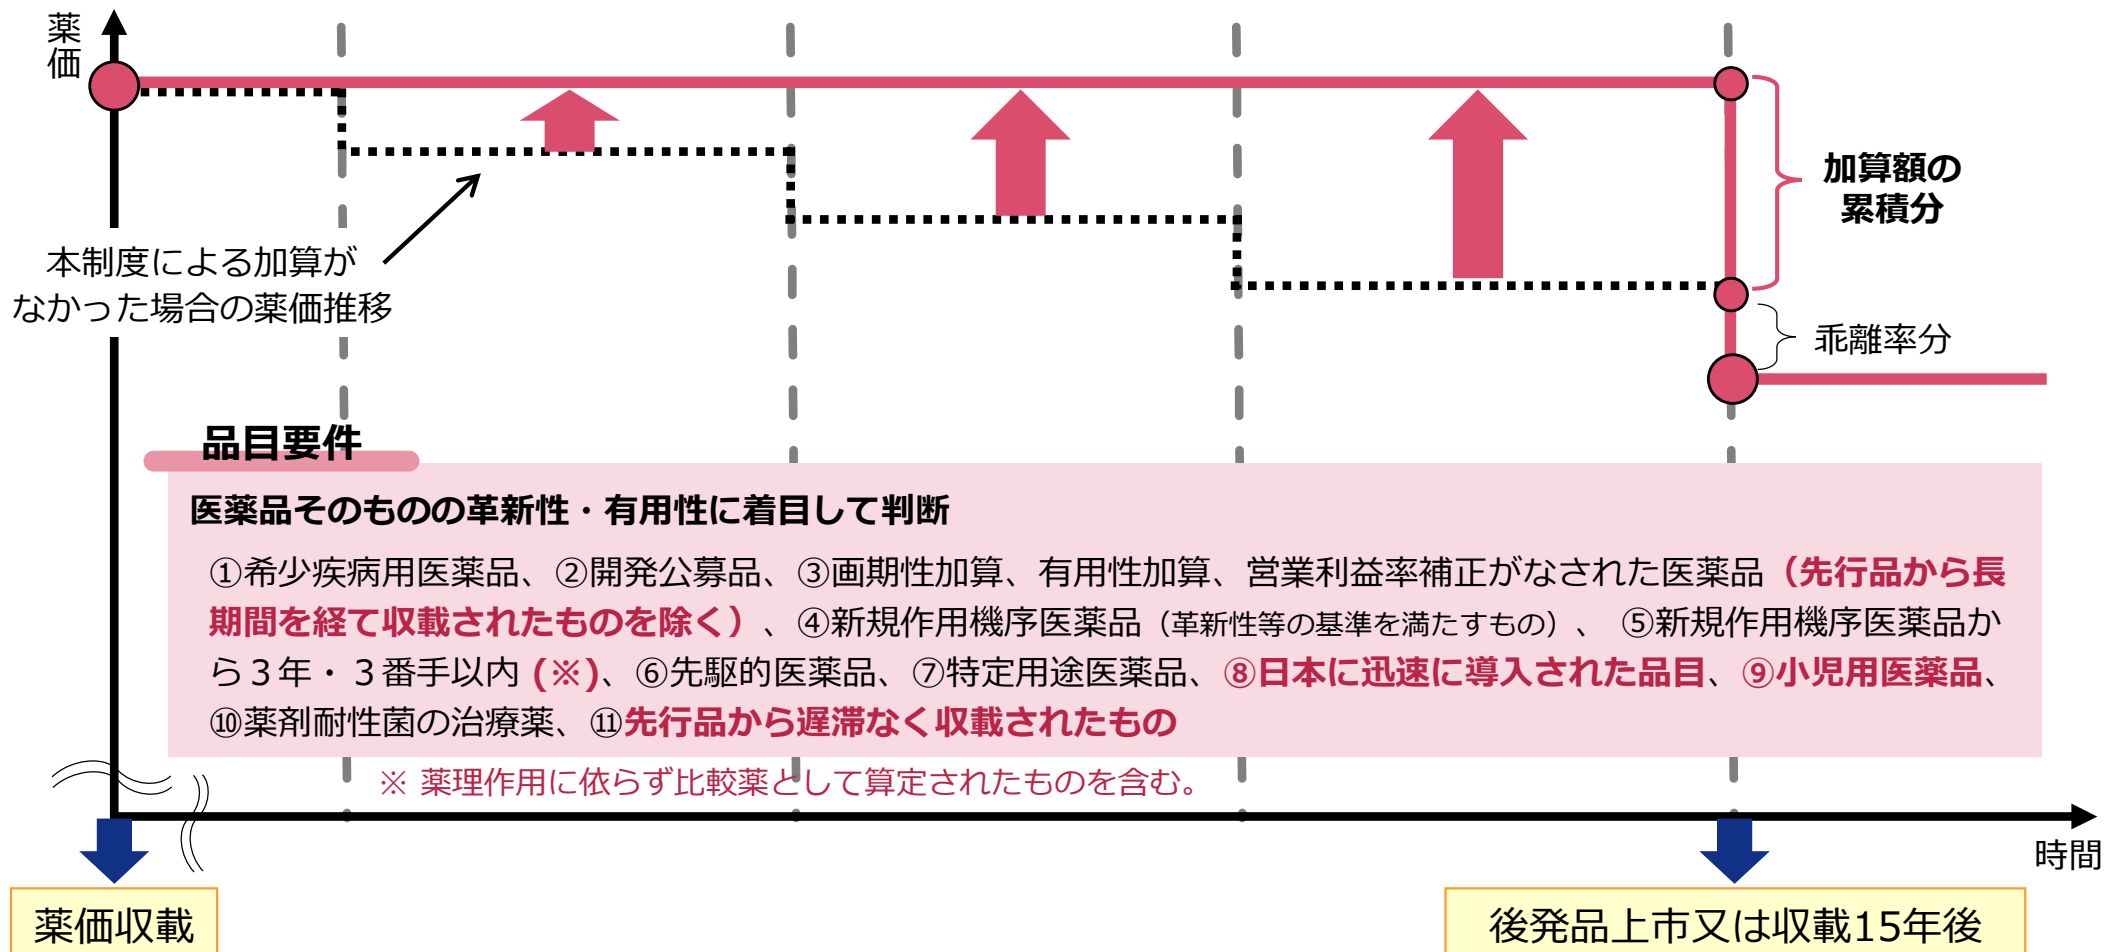 薬価
加算額の
累積分
本制度による加算が
なかった場合の薬価推移
乖離率分
品目要件
医薬品そのものの革新性・有用性に着目して判断
①希少疾病用医薬品、②開発公募品、③画期性加算、有用性加算、営業利益率補正がなされた医薬品（先行品から長
期間を経て収載されたものを除く）、④新規作用機序医薬品（革新性等の基準を満たすもの）、 ⑤新規作用機序医薬品か
ら３年・３番手以内 (※)、⑥先駆的医薬品、⑦特定用途医薬品、⑧日本に迅速に導入された品目、⑨小児用医薬品、
⑩薬剤耐性菌の治療薬、⑪先行品から遅滞なく収載されたもの
※ 薬理作用に依らず比較薬として算定されたものを含む。
時間
薬価収載
後発品上市又は収載15年後